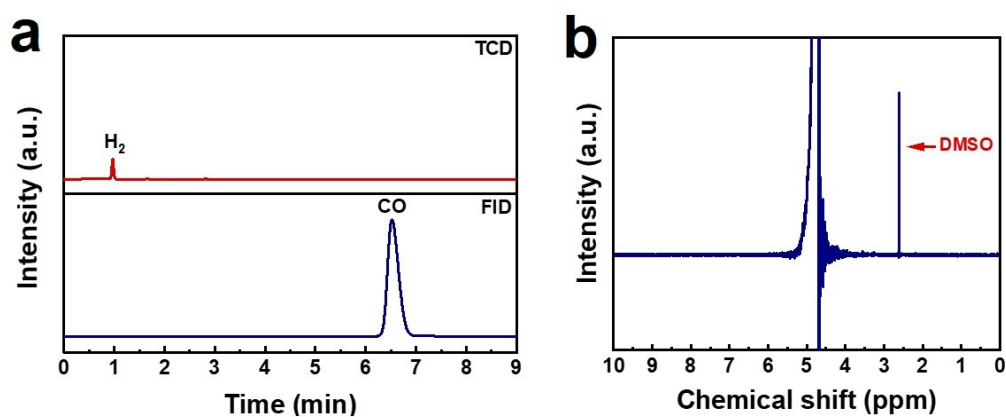 a
TCD
H₂
CO
FID
Intensity (a.u.)
0 1 2 3 4 5 6 7 8 9
Time (min)
b
DMSO
Intensity (a.u.)
10 9 8 7 6 5 4 3 2 1 0
Chemical shift (ppm)